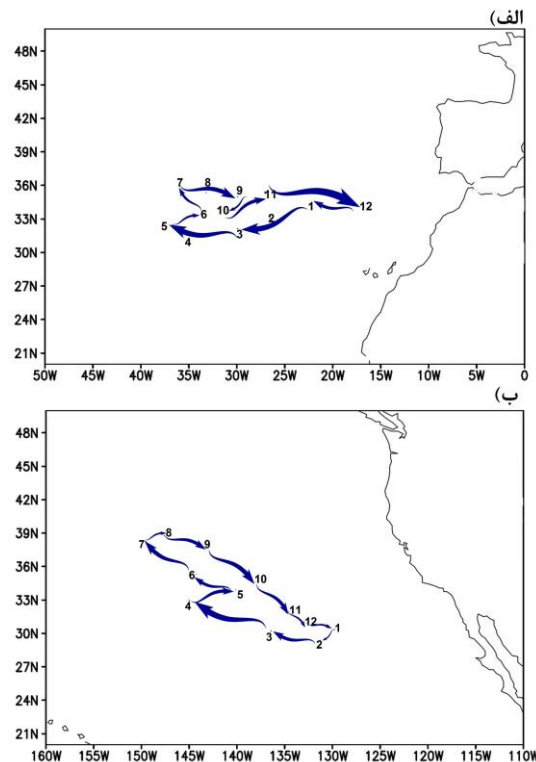 الف)
48N
45N
42N
39N
36N
33N
30N
27N
24N
21N
7 8 9 11 12
10 6 1
5 2 3
4
50W 45W 40W 35W 30W 25W 20W 15W 10W 5W 0
ب)
48N
45N
42N
39N
36N
33N
30N
27N
24N
21N
8
7 9
6 10
5
4 11
12 1
3 2
160W 155W 150W 145W 140W 135W 130W 125W 120W 115W 110W